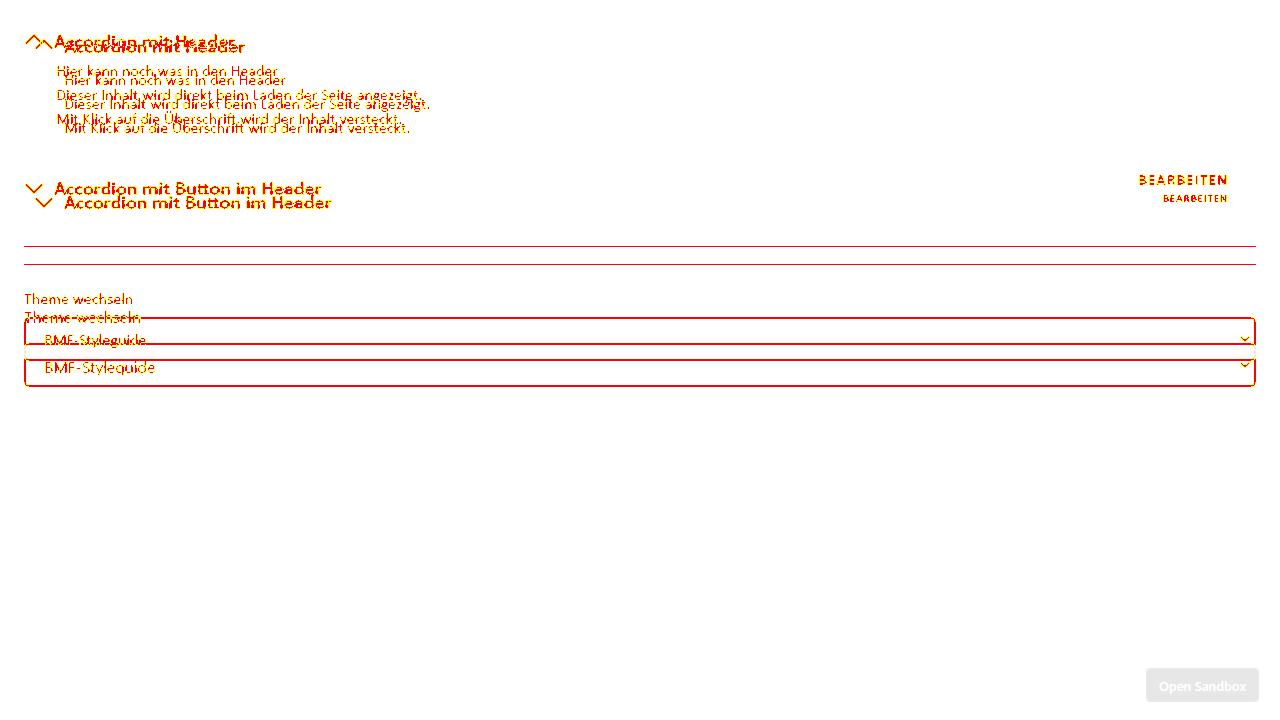 Accordion mit Header
Accordion mit Header
Hier kann noch was in den Header
Hier kann noch was in den Header
Dieser Inhalt wird direkt beim Laden der Seite angezeigt.
Dieser Inhalt wird direkt beim Laden der Seite angezeigt.
Mit Klick auf die Überschrift wird der Inhalt versteckt.
Mit Klick auf die Überschrift wird der Inhalt versteckt.
BEARBEITEN
Accordion mit Button im Header
BEARBEITEN
Accordion mit Button im Header
Theme wechseln
Theme wechseln
BMF-Styleguide
BMF-Styleguide
Open Sandbox